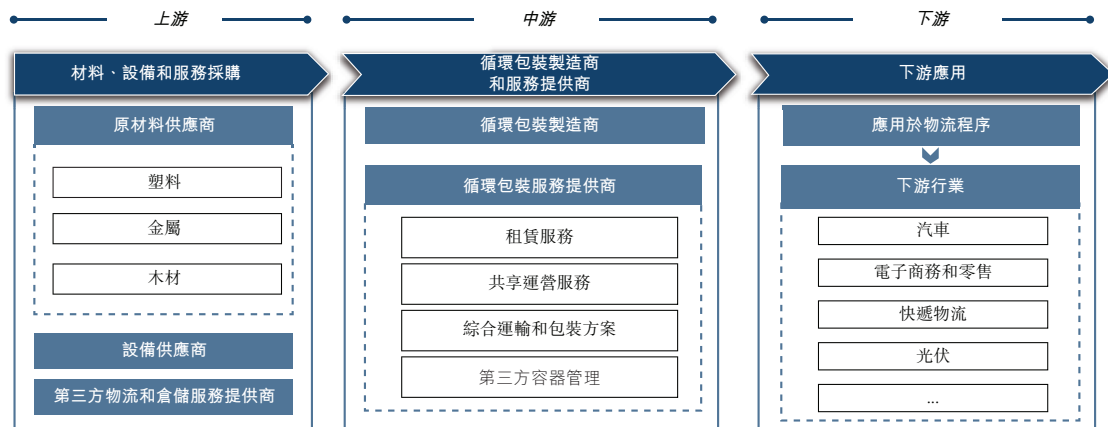 上游
中游
下游
材料、設備和服務採購
循環包裝製造商
和服務提供商
下游應用
原材料供應商
塑料
金屬
木材
設備供應商
第三方物流和倉儲服務提供商
循環包裝製造商
循環包裝服務提供商
租賃服務
共享運營服務
綜合運輸和包裝方案
第三方容器管理
應用於物流程序
下游行業
汽車
電子商務和零售
快遞物流
光伏
...